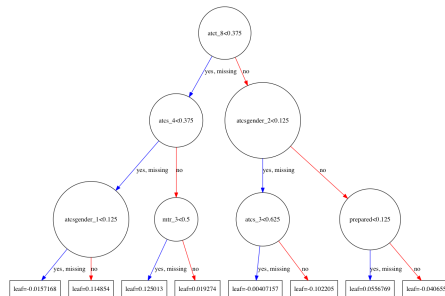 atct_8<0.375
yes, missing no
atcs_4<0.375 atcsgender_2<0.125
yes, missing no yes, missing no
atcsgender_1<0.125 mtr_3<0.5 atcs_3<0.625 prepared<0.125
yes, missing no yes, missing no yes, missing no yes, missing no
leaf=-0.0157168 leaf=0.114854 leaf=0.125013 leaf=0.019274 leaf=-0.00407157 leaf=-0.102205 leaf=0.0556769 leaf=-0.040655